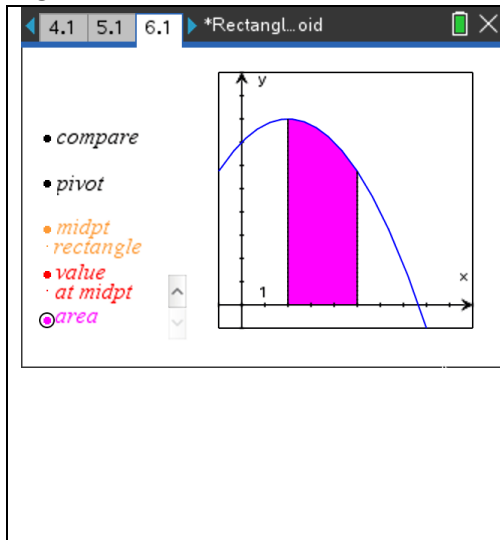 4.1 5.1 6.1 *Rectangl...oid
y
compare
pivot
midpt
rectangle
value
at midpt
area
1
x